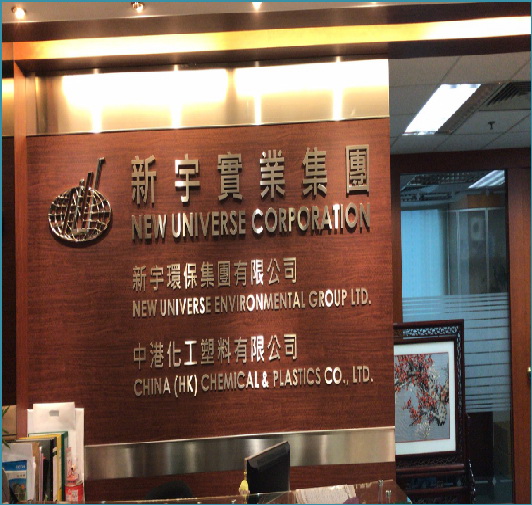 新宇實業集團
NEW UNIVERSE CORPORATION
新宇環保集團有限公司
NEW UNIVERSE ENVIRONMENTAL GROUP LTD.
中港化工塑料有限公司
CHINA (HK) CHEMICAL & PLASTICS CO., LTD.